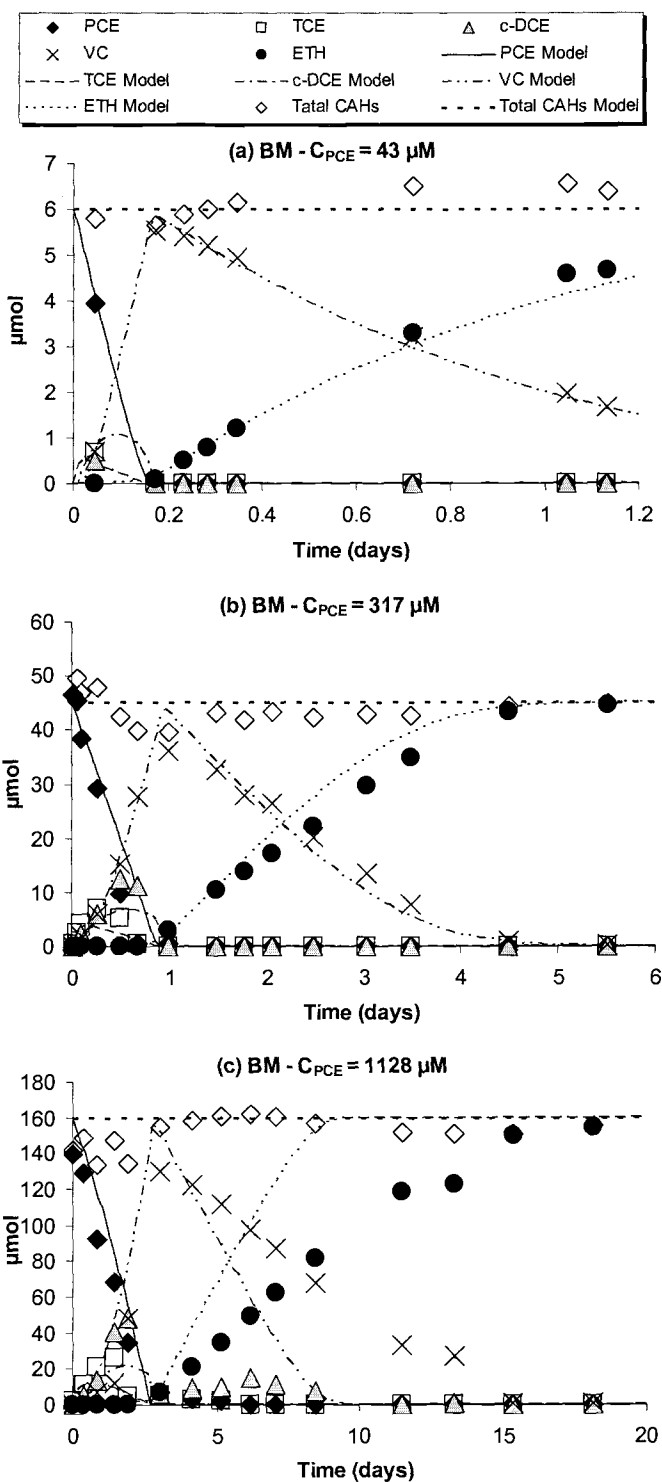 PCE TCE c-DCE
VC ETH PCE Model
TCE Model c-DCE Model VC Model
ETH Model Tatal CAHs Total CAHs Model
(a) BM - CPCE = 43 µM
7
6
5
4
3
2
1
0
µmol
0 0.2 0.4 0.6 0.8 1 1.2
Time (days)
(b) BM - CPCE = 317 µM
60
50
40
30
20
10
0
µmol
0 1 2 3 4 5 6
Time (days)
(c) BM - CPCE = 1128 µM
180
160
140
120
100
80
60
40
20
0
µmol
0 5 10 15 20
Time (days)